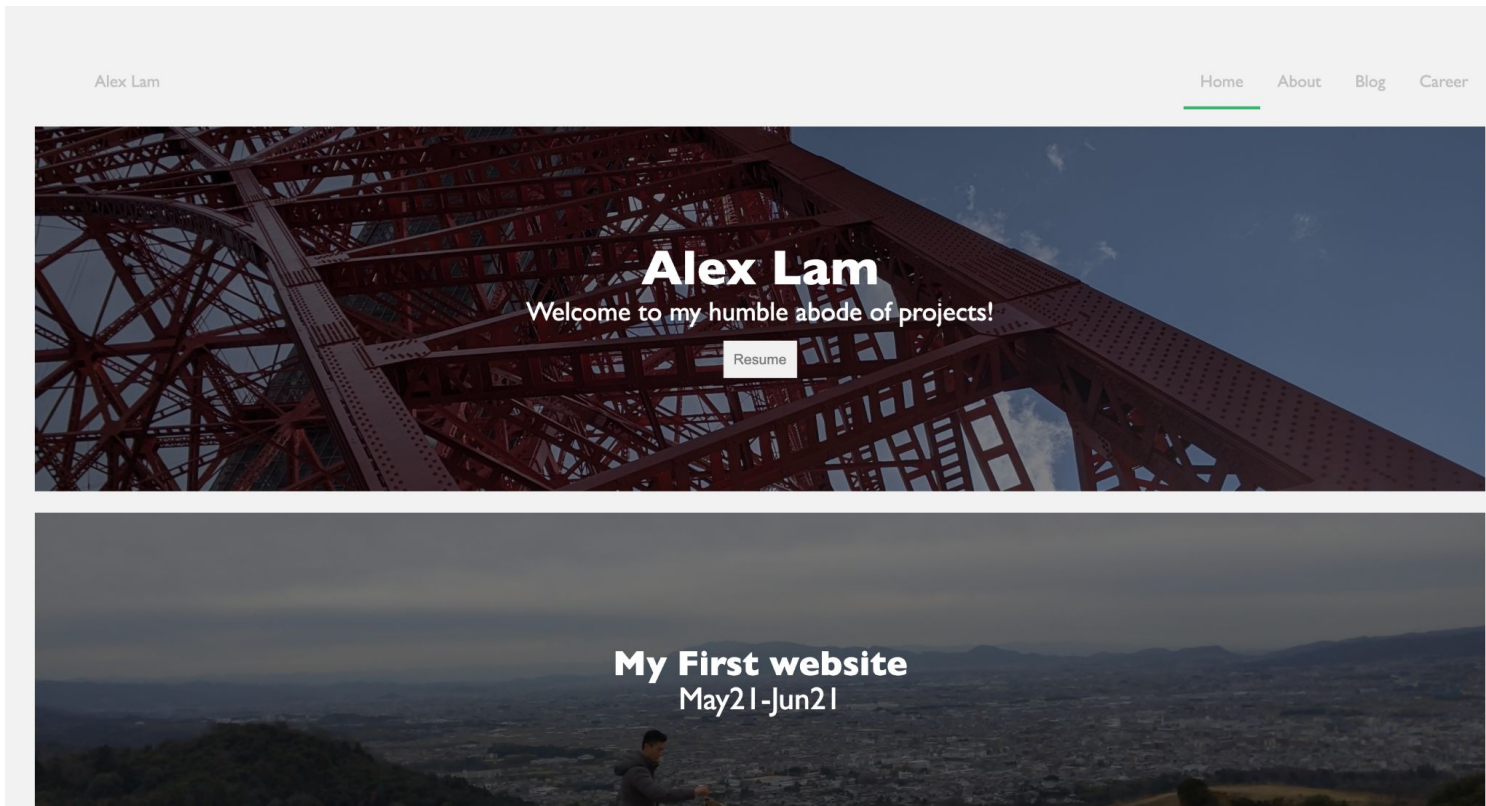 Alex Lam
Home About Blog Career
Alex Lam
Welcome to my humble abode of projects!
Resume
My First website
May21-Jun21